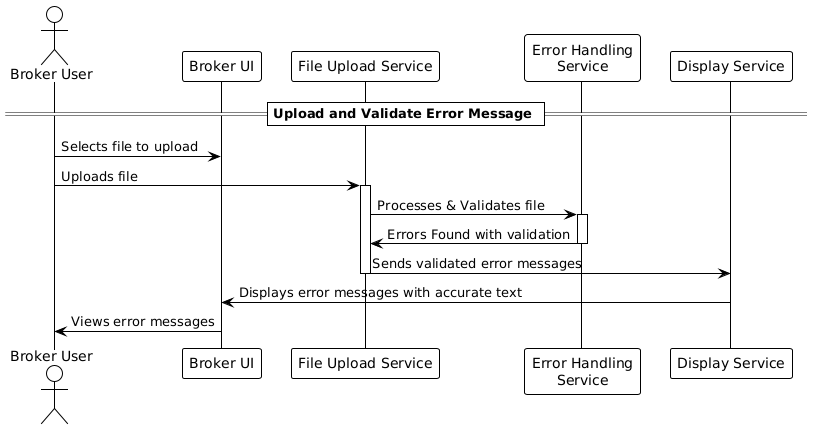 Broker User
Broker UI
File Upload Service
Error Handling
Service
Display Service
Upload and Validate Error Message
Selects file to upload
Uploads file
Processes & Validates file
Errors Found with validation
Sends validated error messages
Displays error messages with accurate text
Views error messages
Broker User
Broker UI
File Upload Service
Error Handling
Service
Display Service